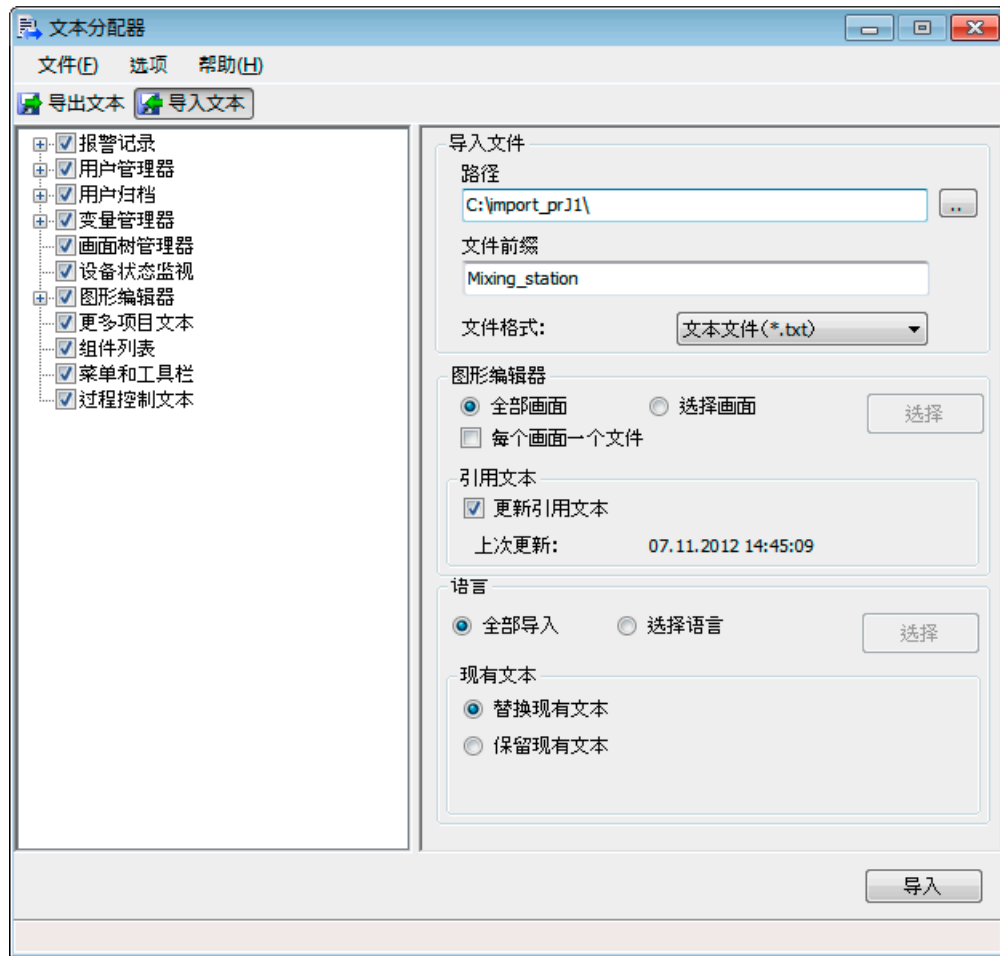 文本分配器
文件(F) 选项 帮助(H)
导出文本 导入文本
报警记录
用户管理器
用户归档
变量管理器
画面树管理器
设备状态监视
图形编辑器
更多项目文本
组件列表
菜单和工具栏
过程控制文本
导入文件
路径
C:\import_prJ1\
..
文件前缀
Mixing_station
文件格式: 文本文件(*.txt)
图形编辑器
全部画面 选择画面 选择
每个画面一个文件
引用文本
更新引用文本
上次更新: 07.11.2012 14:45:09
语言
全部导入 选择语言 选择
现有文本
替换现有文本
保留现有文本
导入